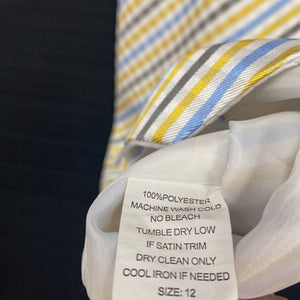 100%POLYESTER
MACHINE WASH COLD
NO BLEACH
TUMBLE DRY LOW
IF SATIN TRIM
DRY CLEAN ONLY
COOL IRON IF NEEDED
SIZE: 12